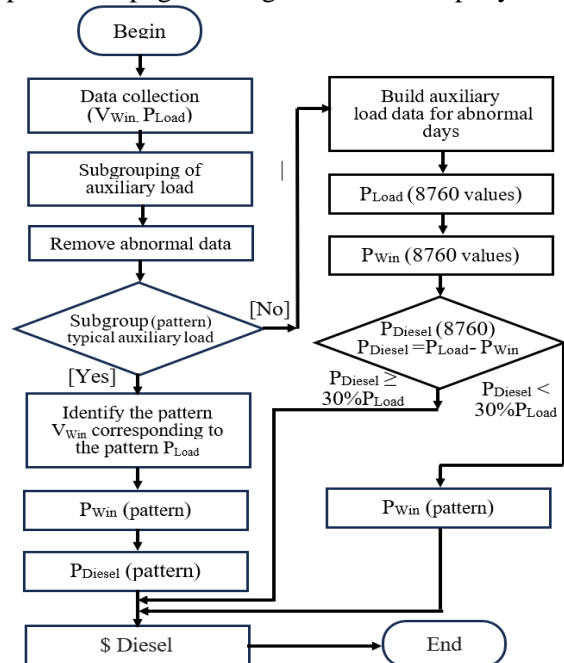 Begin
Data collection
(VWin, PLoad)
Subgrouping of
auxiliary load
Remove abnormal data
Subgroup (pattern)
typical auxiliary load
[No]
[Yes]
Identify the pattern
VWin corresponding to
the pattern PLoad
PWin (pattern)
PDiesel (pattern)
$ Diesel
Build auxiliary
load data for abnormal
days
PLoad (8760 values)
PWin (8760 values)
PDiesel (8760)
PDiesel =PLoad- PWin
PDiesel ≥
30%PLoad
PDiesel <
30%PLoad
PWin (pattern)
End